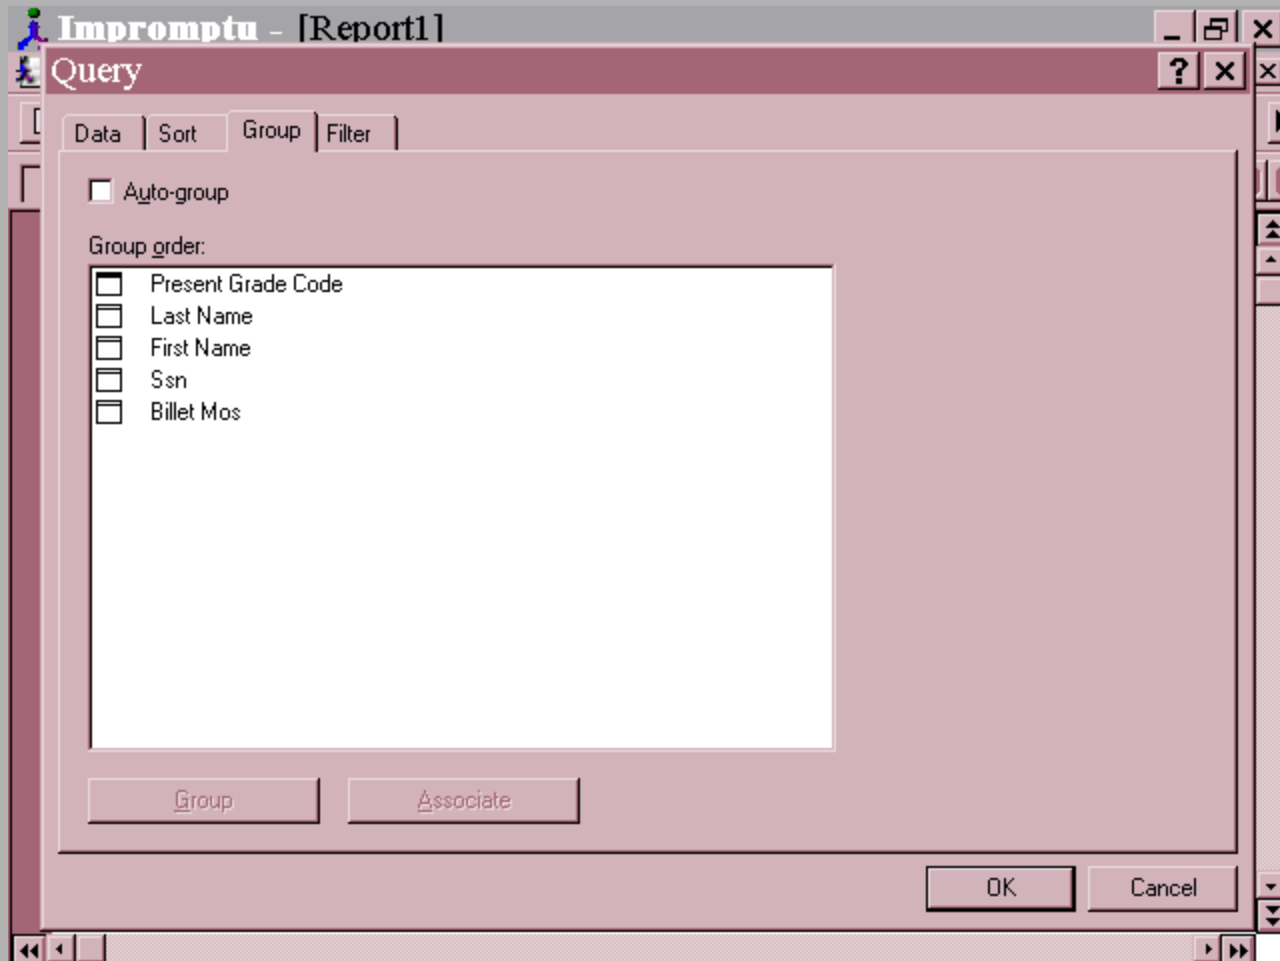 Impromptu - [Report1]
Query
Data Sort Group Filter
Auto-group
Group order:
Present Grade Code
Last Name
First Name
Ssn
Billet Mos
Group Associate
OK Cancel